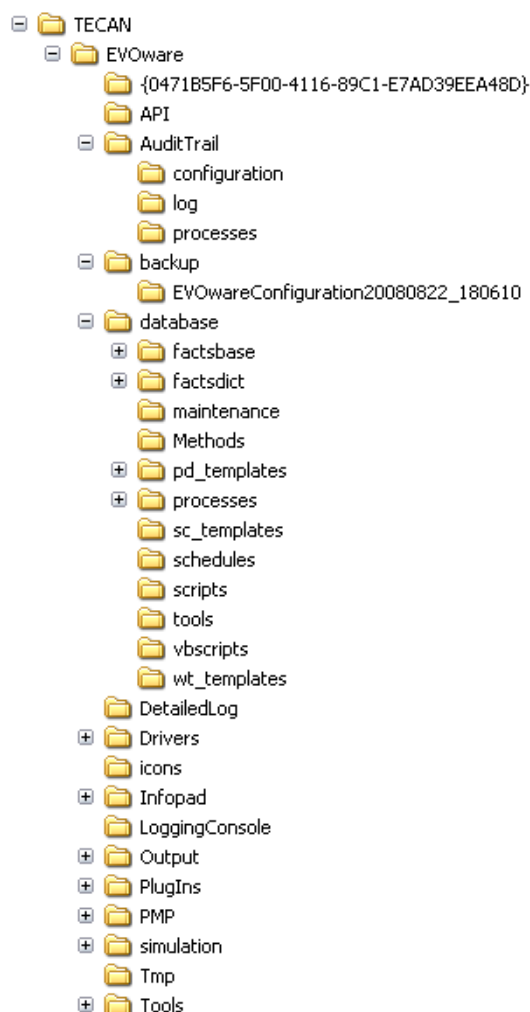 TECAN
EVOware
{0471B5F6-5F00-4116-89C1-E7AD39EEA48D}
API
AuditTrail
configuration
log
processes
backup
EVOwareConfiguration20080822_180610
database
factsbase
factsdict
maintenance
Methods
pd_templates
processes
sc_templates
schedules
scripts
tools
vbscripts
wt_templates
DetailedLog
Drivers
icons
Infopad
LoggingConsole
Output
PlugIns
PMP
simulation
Tmp
Tools